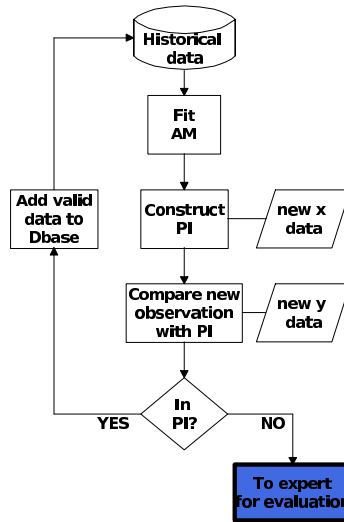 Historical
data
Fit
AM
Add valid
data to
Dbase
Construct
PI
new x
data
Compare new
observation
with PI
new y
data
In
PI?
YES
NO
To expert
for evaluation